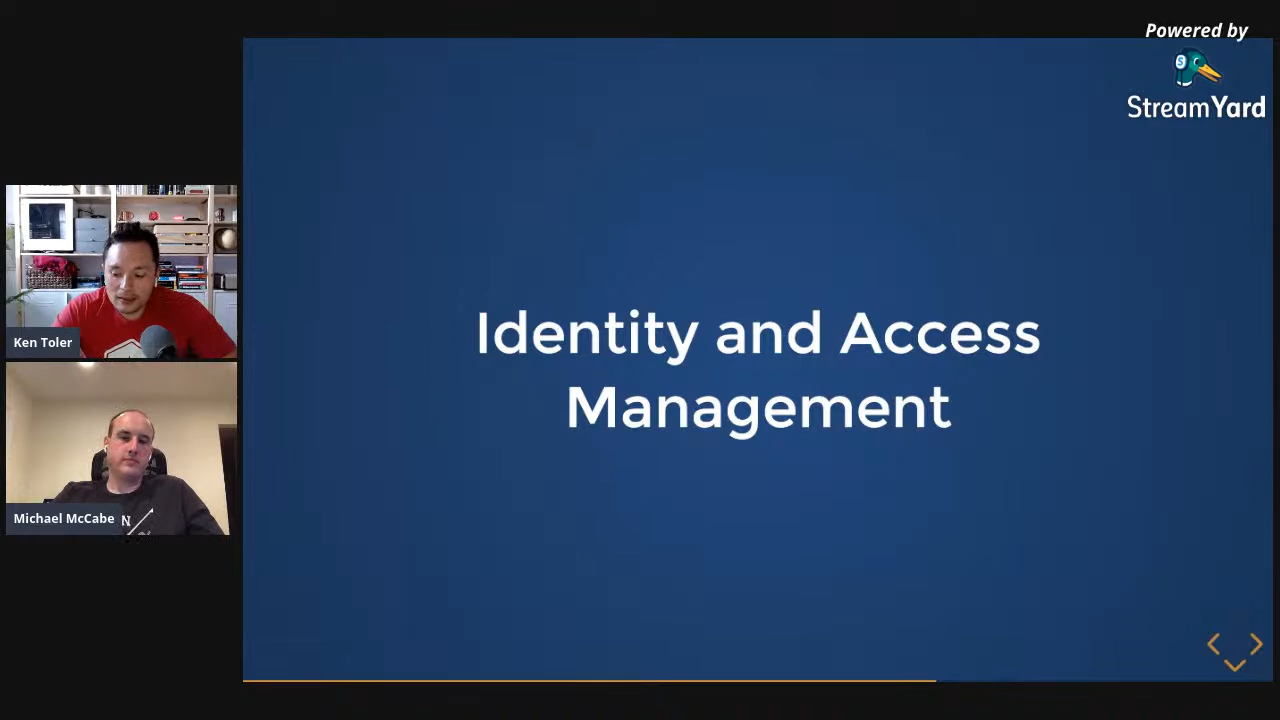 Powered by
S
StreamYard
Ken Toler
Michael McCabe
N
Identity and Access
Management